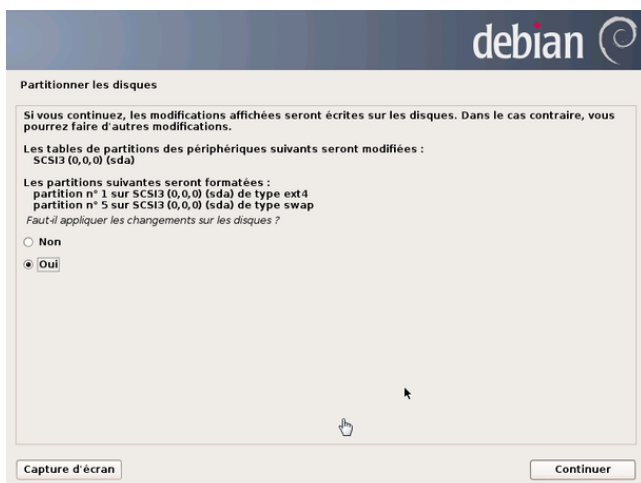 debian
Partitionner les disques
Si vous continuez, les modifications affichées seront écrites sur les disques. Dans le cas contraire, vous
pourrez faire d'autres modifications.
Les tables de partitions des périphériques suivants seront modifiées :
SCSI3 (0,0,0) (sda)
Les partitions suivantes seront formatées :
partition n° 1 sur SCSI3 (0,0,0) (sda) de type ext4
partition n° 5 sur SCSI3 (0,0,0) (sda) de type swap
Faut-il appliquer les changements sur les disques ?
Non
Oui
Capture d'écran
Continuer